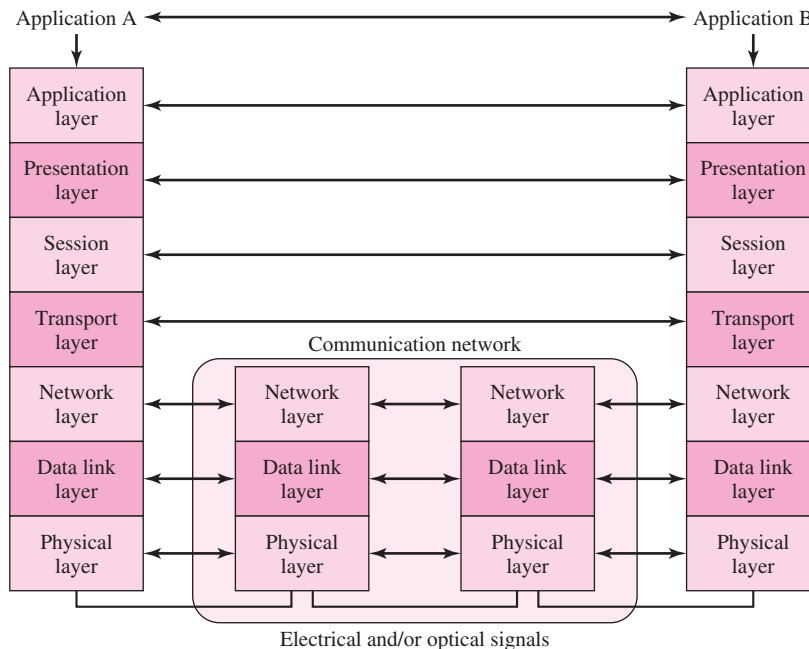 Application A
Application B
Application
layer
Application
layer
Presentation
layer
Presentation
layer
Session
layer
Session
layer
Transport
layer
Transport
layer
Communication network
Network
layer
Network
layer
Network
layer
Network
layer
Data link
layer
Data link
layer
Data link
layer
Data link
layer
Physical
layer
Physical
layer
Physical
layer
Physical
layer
Electrical and/or optical signals